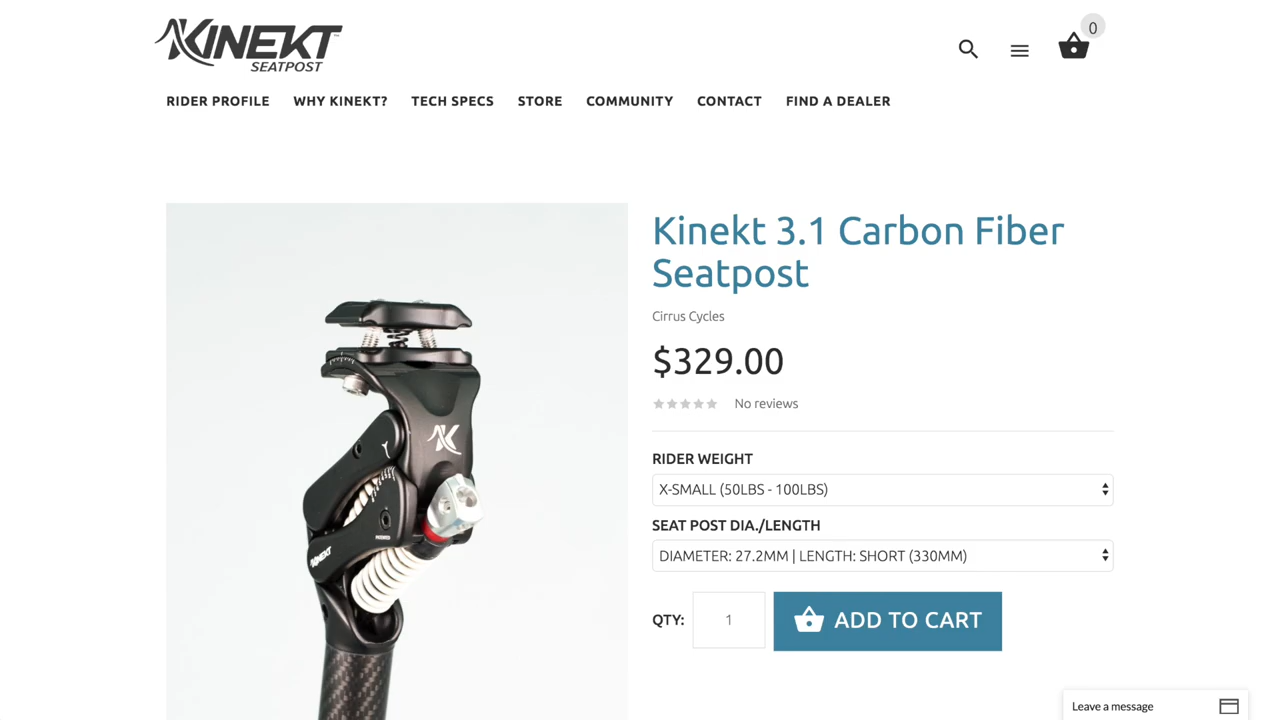 KINEKT
SEATPOST
0
RIDER PROFILE WHY KINEKT? TECH SPECS STORE COMMUNITY CONTACT FIND A DEALER
Kinekt 3.1 Carbon Fiber
Seatpost
Cirrus Cycles
$329.00
No reviews
RIDER WEIGHT
X-SMALL (50LBS - 100LBS)
SEAT POST DIA./LENGTH
DIAMETER: 27.2MM | LENGTH: SHORT (330MM)
QTY: 1 ADD TO CART
KINEKT
Leave a message